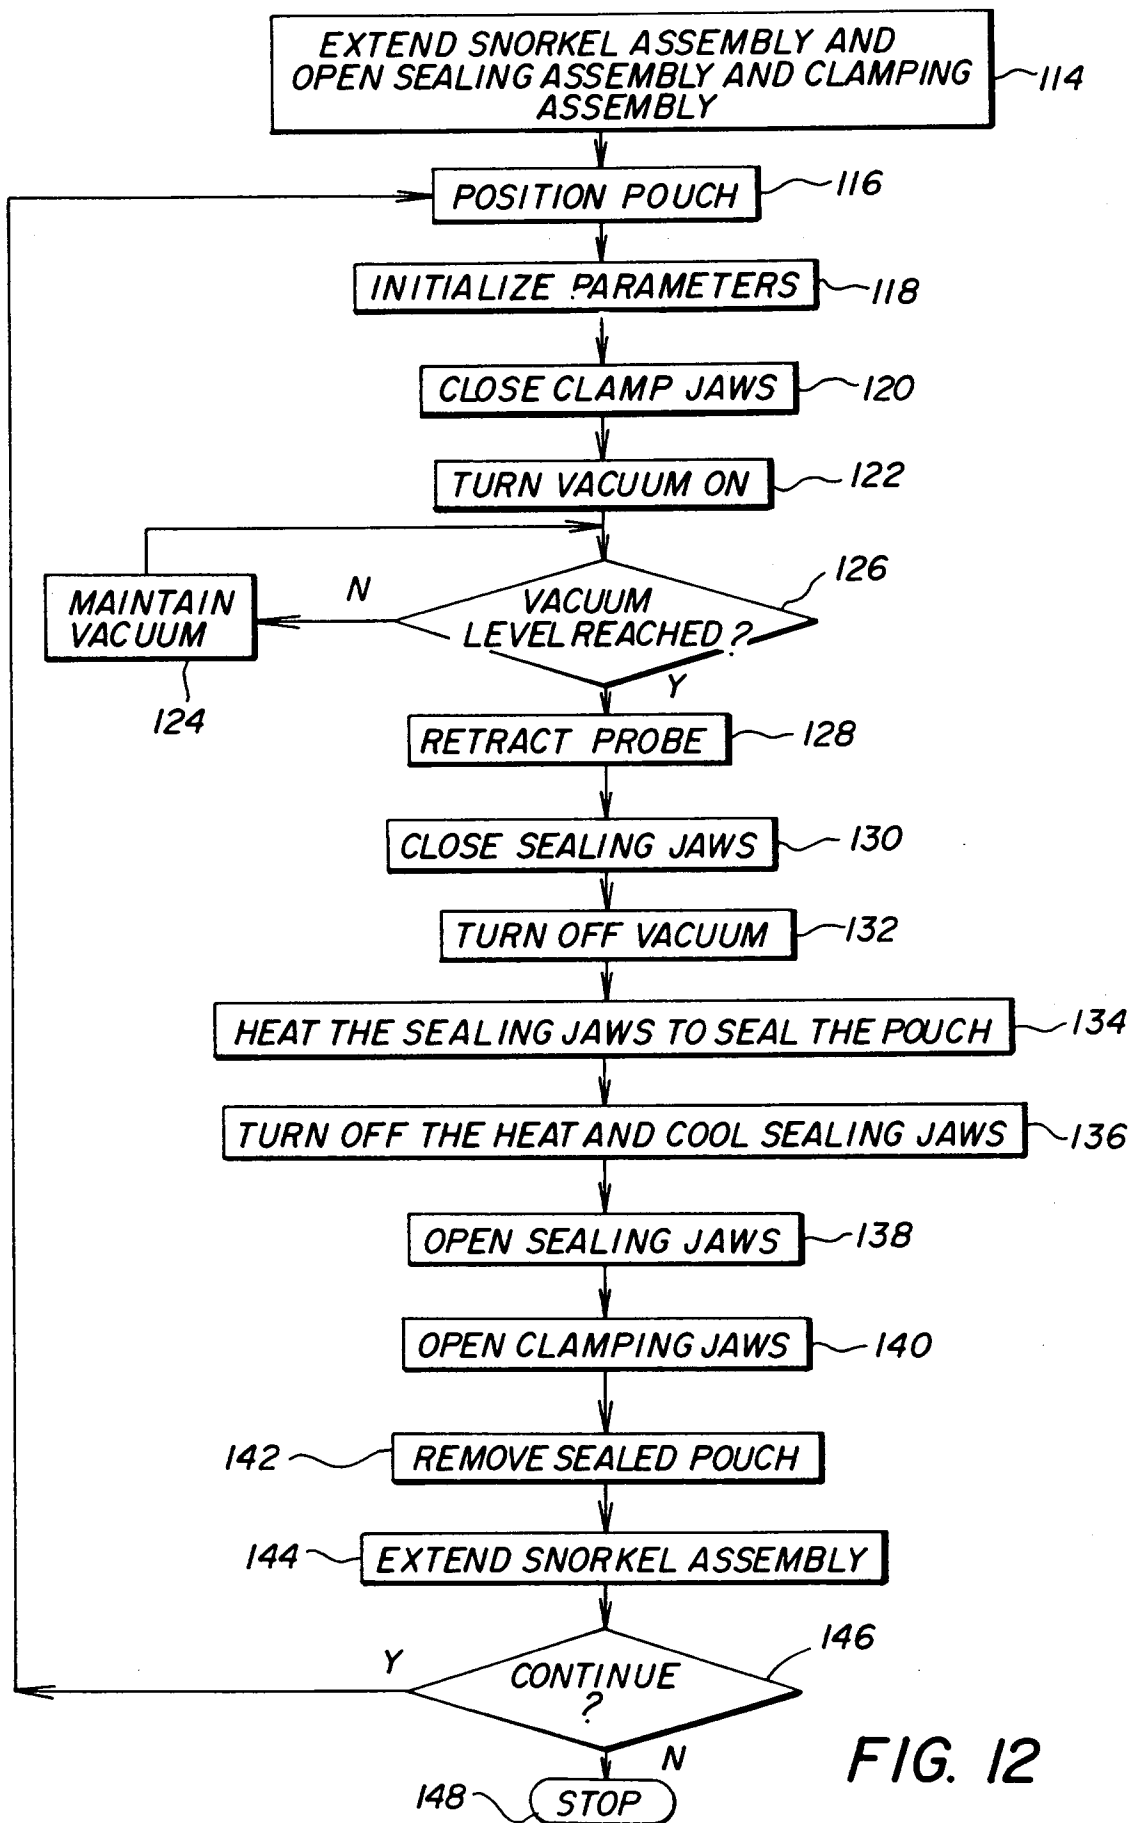 EXTEND SNORKEL ASSEMBLY AND
OPEN SEALING ASSEMBLY AND CLAMPING
ASSEMBLY
114
POSITION POUCH
116
INITIALIZE PARAMETERS
118
CLOSE CLAMP JAWS
120
TURN VACUUM ON
122
126
N
MAINTAIN
VACUUM
VACUUM
LEVEL REACHED?
124
Y
RETRACT PROBE
128
CLOSE SEALING JAWS
130
TURN OFF VACUUM
132
HEAT THE SEALING JAWS TO SEAL THE POUCH
134
TURN OFF THE HEAT AND COOL SEALING JAWS
136
OPEN SEALING JAWS
138
OPEN CLAMPING JAWS
140
142
REMOVE SEALED POUCH
144
EXTEND SNORKEL ASSEMBLY
146
Y
CONTINUE
?
N
FIG. 12
148
STOP